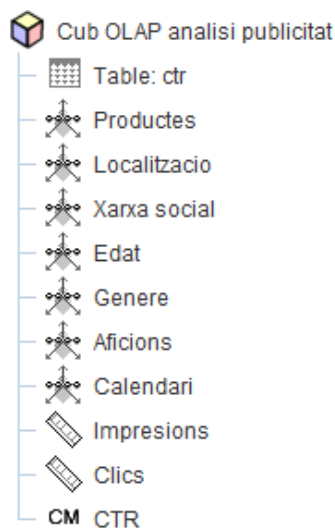 Cub OLAP analisi publicitat
Table: ctr
Productes
Localitzacio
Xarxa social
Edat
Genere
Aficions
Calendari
Impresions
Clics
CM CTR